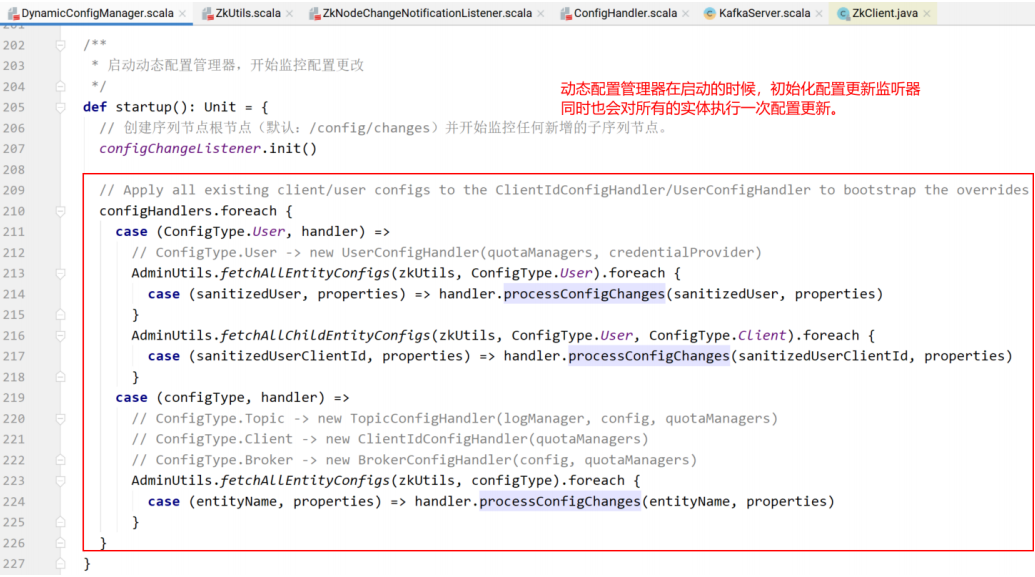 DynamicConfigManager.scala × ZkUtils.scala × ZkNodeChangeNotificationListener.scala × ConfigHandler.scala × KafkaServer.scala × ZkClient.java ×
201
202 /**
203 * 启动动态配置管理器，开始监控配置更改
204 */
动态配置管理器在启动的时候，初始化配置更新监听器
205 def startup(): Unit = {
同时也会对所有的实体执行一次配置更新。
206 // 创建序列节点根节点（默认：/config/changes）并开始监控任何新增的子序列节点。
207 configChangeListener.init()
208
209 // Apply all existing client/user configs to the ClientIdConfigHandler/UserConfigHandler to bootstrap the overrides
210 configHandlers.foreach {
211 case (ConfigType.User, handler) =>
212 // ConfigType.User -> new UserConfigHandler(quotaManagers, credentialProvider)
213 AdminUtils.fetchAllEntityConfigs(zkUtils, ConfigType.User).foreach {
214 case (sanitizedUser, properties) => handler.processConfigChanges(sanitizedUser, properties)
215 }
216 AdminUtils.fetchAllChildEntityConfigs(zkUtils, ConfigType.User, ConfigType.Client).foreach {
217 case (sanitizedUserClientId, properties) => handler.processConfigChanges(sanitizedUserClientId, properties)
218 }
219 case (configType, handler) =>
220 // ConfigType.Topic -> new TopicConfigHandler(logManager, config, quotaManagers)
221 // ConfigType.Client -> new ClientIdConfigHandler(quotaManagers)
222 // ConfigType.Broker -> new BrokerConfigHandler(config, quotaManagers)
223 AdminUtils.fetchAllEntityConfigs(zkUtils, configType).foreach {
224 case (entityName, properties) => handler.processConfigChanges(entityName, properties)
225 }
226 }
227 }